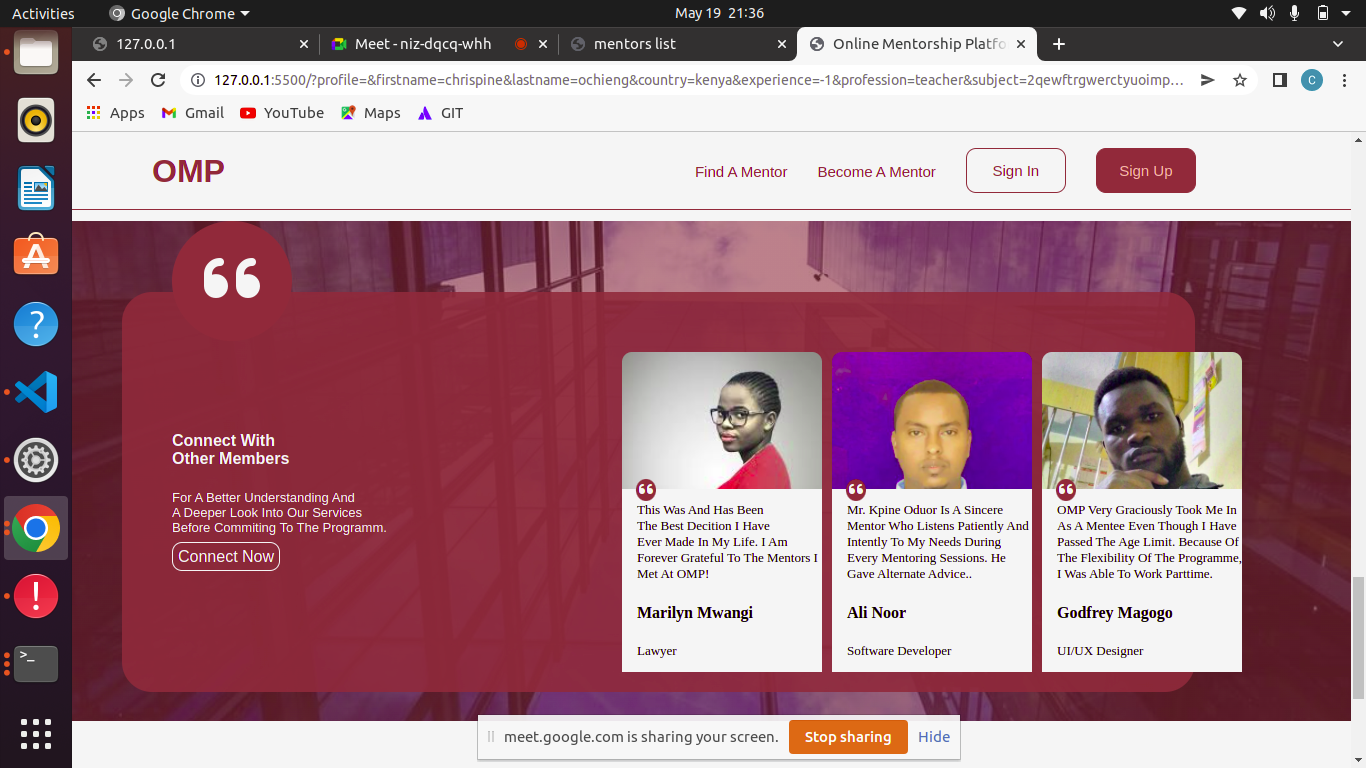 Activities
Google Chrome
May 19 21:36
127.0.0.1
Meet - niz-dqcq-whh
mentors list
Online Mentorship Platfo
127.0.0.1:5500/?profile=&firstname=chrispine&lastname=ochieng&country=kenya&experience=-1&profession=teacher&subject=2qewftrgwerctyuoimp...
C
Apps
Gmail
YouTube
Maps
GIT
OMP
Find A Mentor
Become A Mentor
Sign In
Sign Up
Connect With
Other Members
For A Better Understanding And
A Deeper Look Into Our Services
Before Commiting To The Programm.
Connect Now
This Was And Has Been
The Best Decition I Have
Ever Made In My Life. I Am
Forever Grateful To The Mentors I
Met At OMP!
Marilyn Mwangi
Lawyer
Mr. Kpine Oduor Is A Sincere
Mentor Who Listens Patiently And
Intently To My Needs During
Every Mentoring Sessions. He
Gave Alternate Advice..
Ali Noor
Software Developer
OMP Very Graciously Took Me In
As A Mentee Even Though I Have
Passed The Age Limit. Because Of
The Flexibility Of The Programme,
I Was Able To Work Parttime.
Godfrey Magogo
UI/UX Designer
meet.google.com is sharing your screen.
Stop sharing
Hide